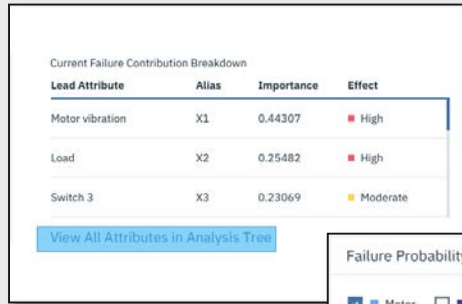 Current Failure Contribution Breakdown
Lead Attribute Alias Importance Effect
Motor vibration X1 0.44307 High
Load X2 0.25482 High
Switch 3 X3 0.23069 Moderate
View All Attributes in Analysis Tree
Failure Probability
Motor